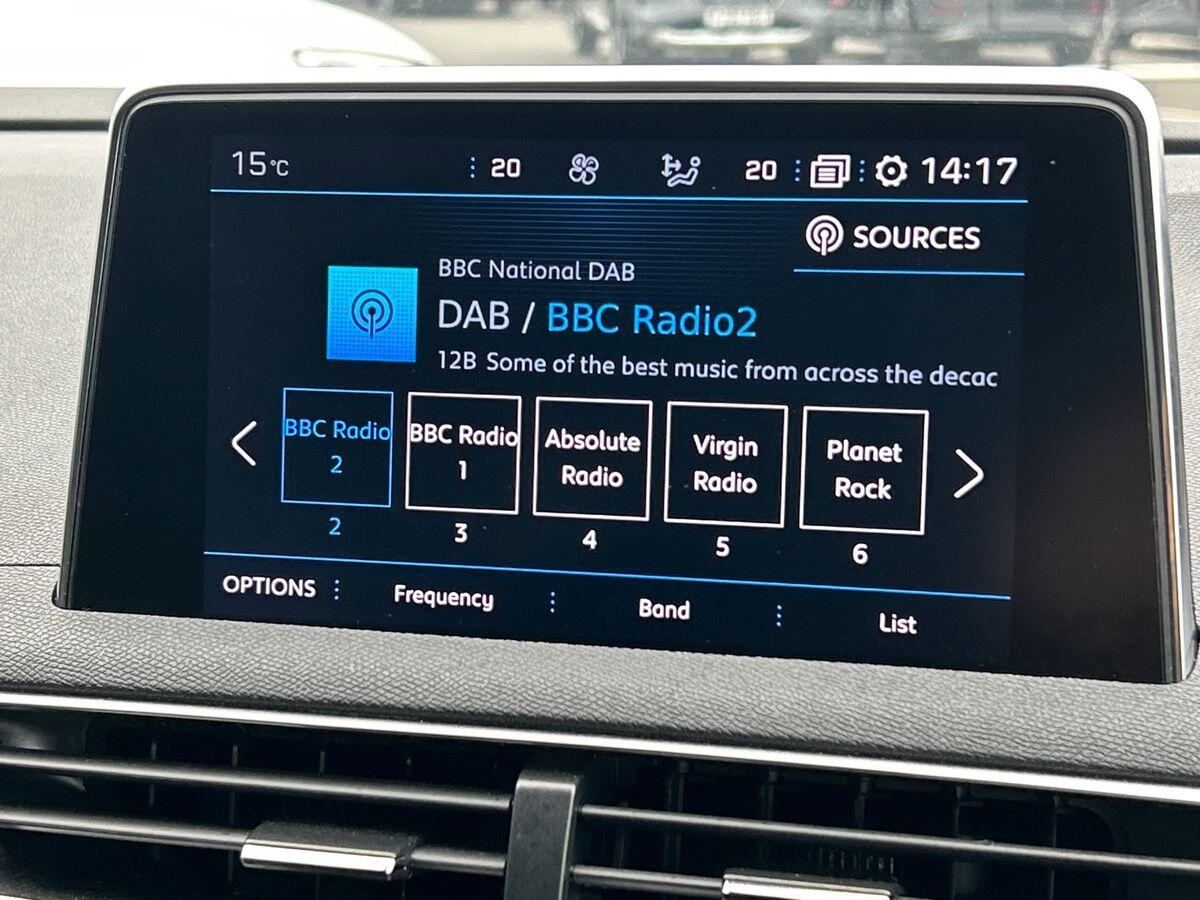 15°C 20 20 14:17
SOURCES
BBC National DAB
DAB / BBC Radio2
12B Some of the best music from across the decac
BBC Radio
2
BBC Radio
1
Absolute
Radio
Virgin
Radio
Planet
Rock
2 3 4 5 6
OPTIONS Frequency Band List